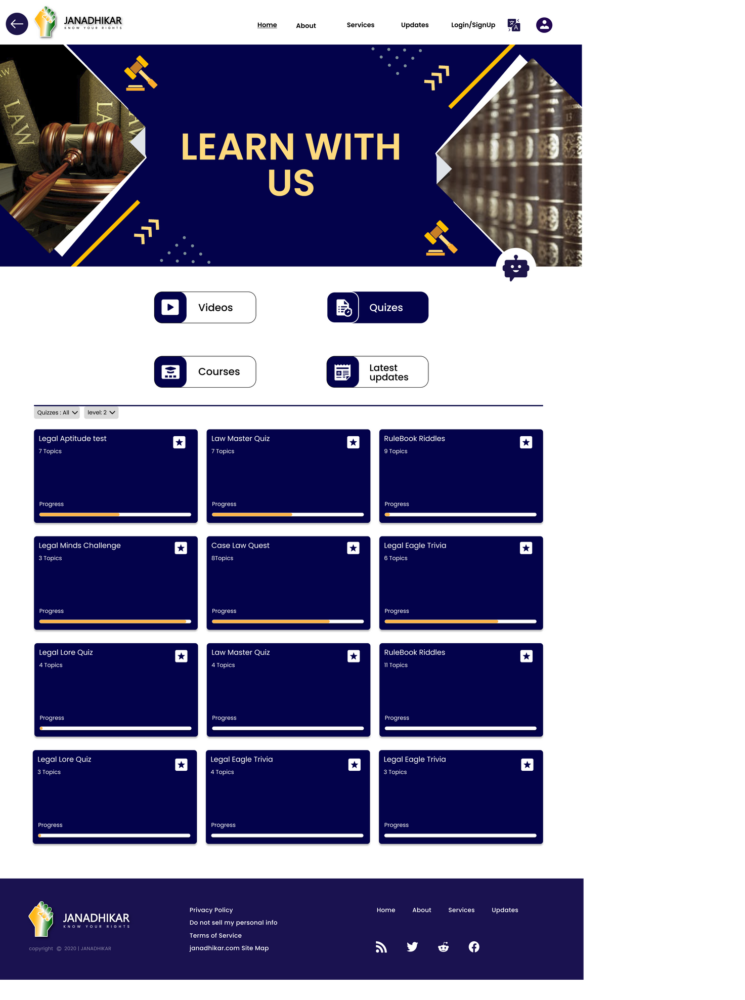 JANADHIKAR
KNOW YOUR RIGHTS
Home
About
Services
Updates
Login/SignUp
LAW
LAW
LAW
13
LEARN WITH
US
Videos
Quizes
Courses
Latest
updates
Quizzes : All
level: 2
Legal Aptitude test
7 Topics
Progress
Law Master Quiz
7 Topics
Progress
RuleBook Riddles
9 Topics
Progress
Legal Minds Challenge
3 Topics
Progress
Case Law Quest
8Topics
Progress
Legal Eagle Trivia
6 Topics
Progress
Legal Lore Quiz
4 Topics
Progress
Law Master Quiz
4 Topics
Progress
RuleBook Riddles
11 Topics
Progress
Legal Lore Quiz
3 Topics
Progress
Legal Eagle Trivia
4 Topics
Progress
Legal Eagle Trivia
3 Topics
Progress
JANADHIKAR
KNOW YOUR RIGHTS
copyright © 2020 | JANADHIKAR
Privacy Policy
Do not sell my personal info
Terms of Service
janadhikar.com Site Map
Home
About
Services
Updates